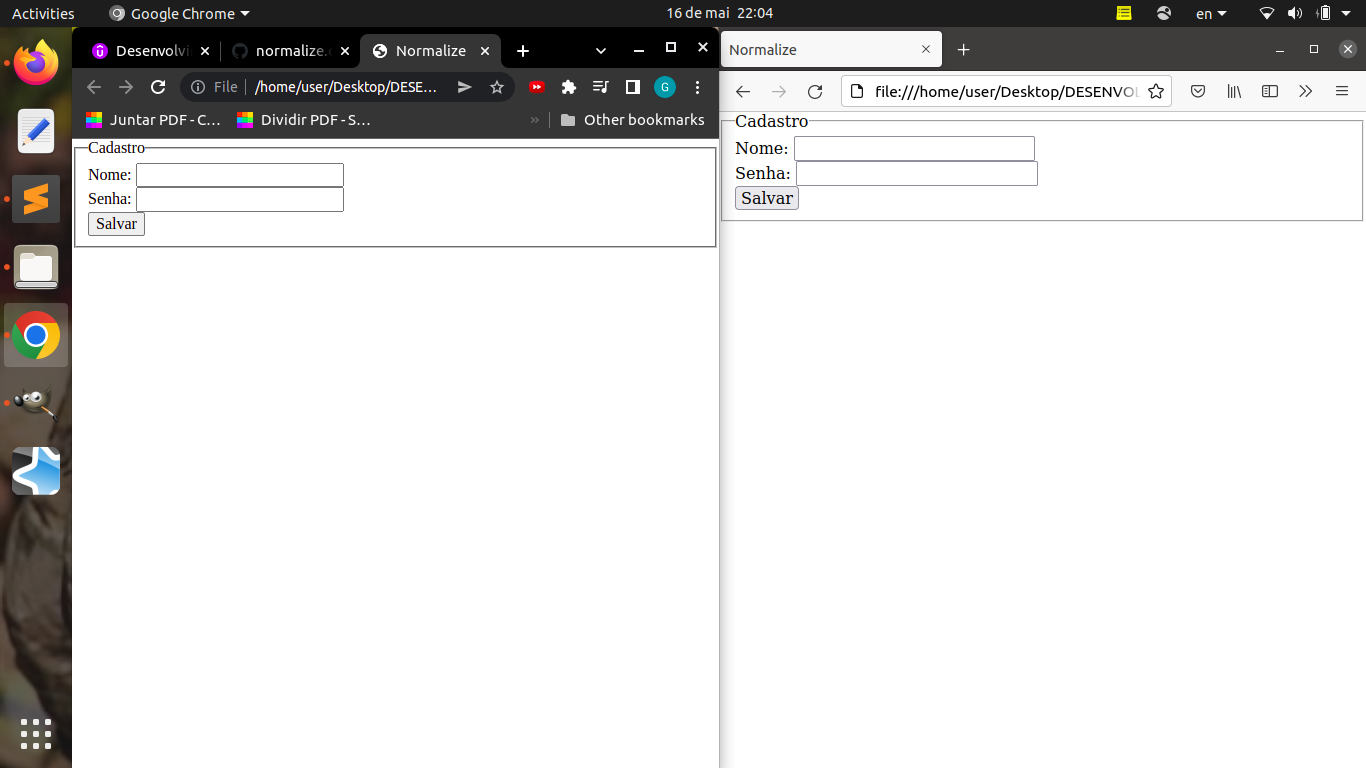 Activities Google Chrome 16 de mai 22:04 en
Desenvolvi normalize.c Normalize
File /home/user/Desktop/DESE...
Juntar PDF - C... Dividir PDF - S... » Other bookmarks
Cadastro
Nome:
Senha:
Salvar
Normalize
file:///home/user/Desktop/DESENVOL
Cadastro
Nome:
Senha:
Salvar